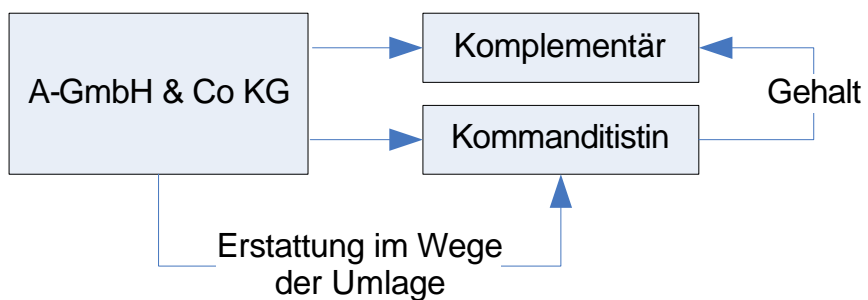 A-GmbH & Co KG
Komplementär
Gehalt
Kommanditistin
Erstattung im Wege
der Umlage